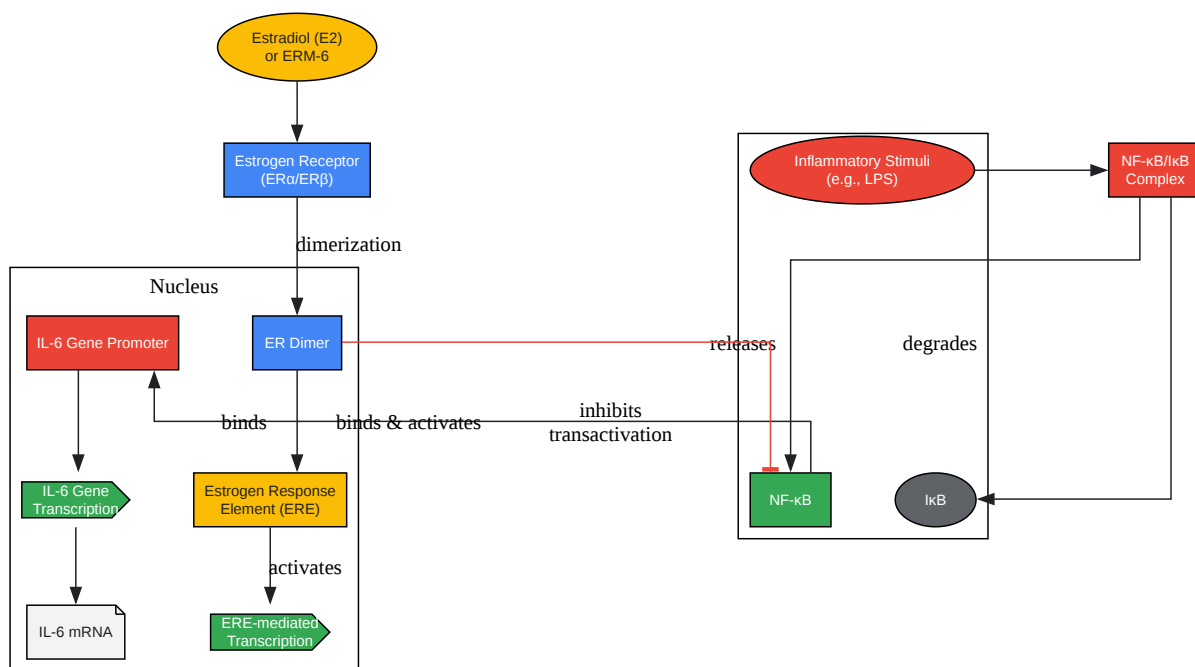 Estradiol (E2)
or ERM-6
Estrogen Receptor
(ERα/ERβ)
Inflammatory Stimuli
(e.g., LPS)
NF-κB/IκB
Complex
dimerization
Nucleus
IL-6 Gene Promoter
ER Dimer
releases
degrades
binds
binds & activates
inhibits
transactivation
IL-6 Gene
Transcription
Estrogen Response
Element (ERE)
NF-κB
IκB
activates
IL-6 mRNA
ERE-mediated
Transcription